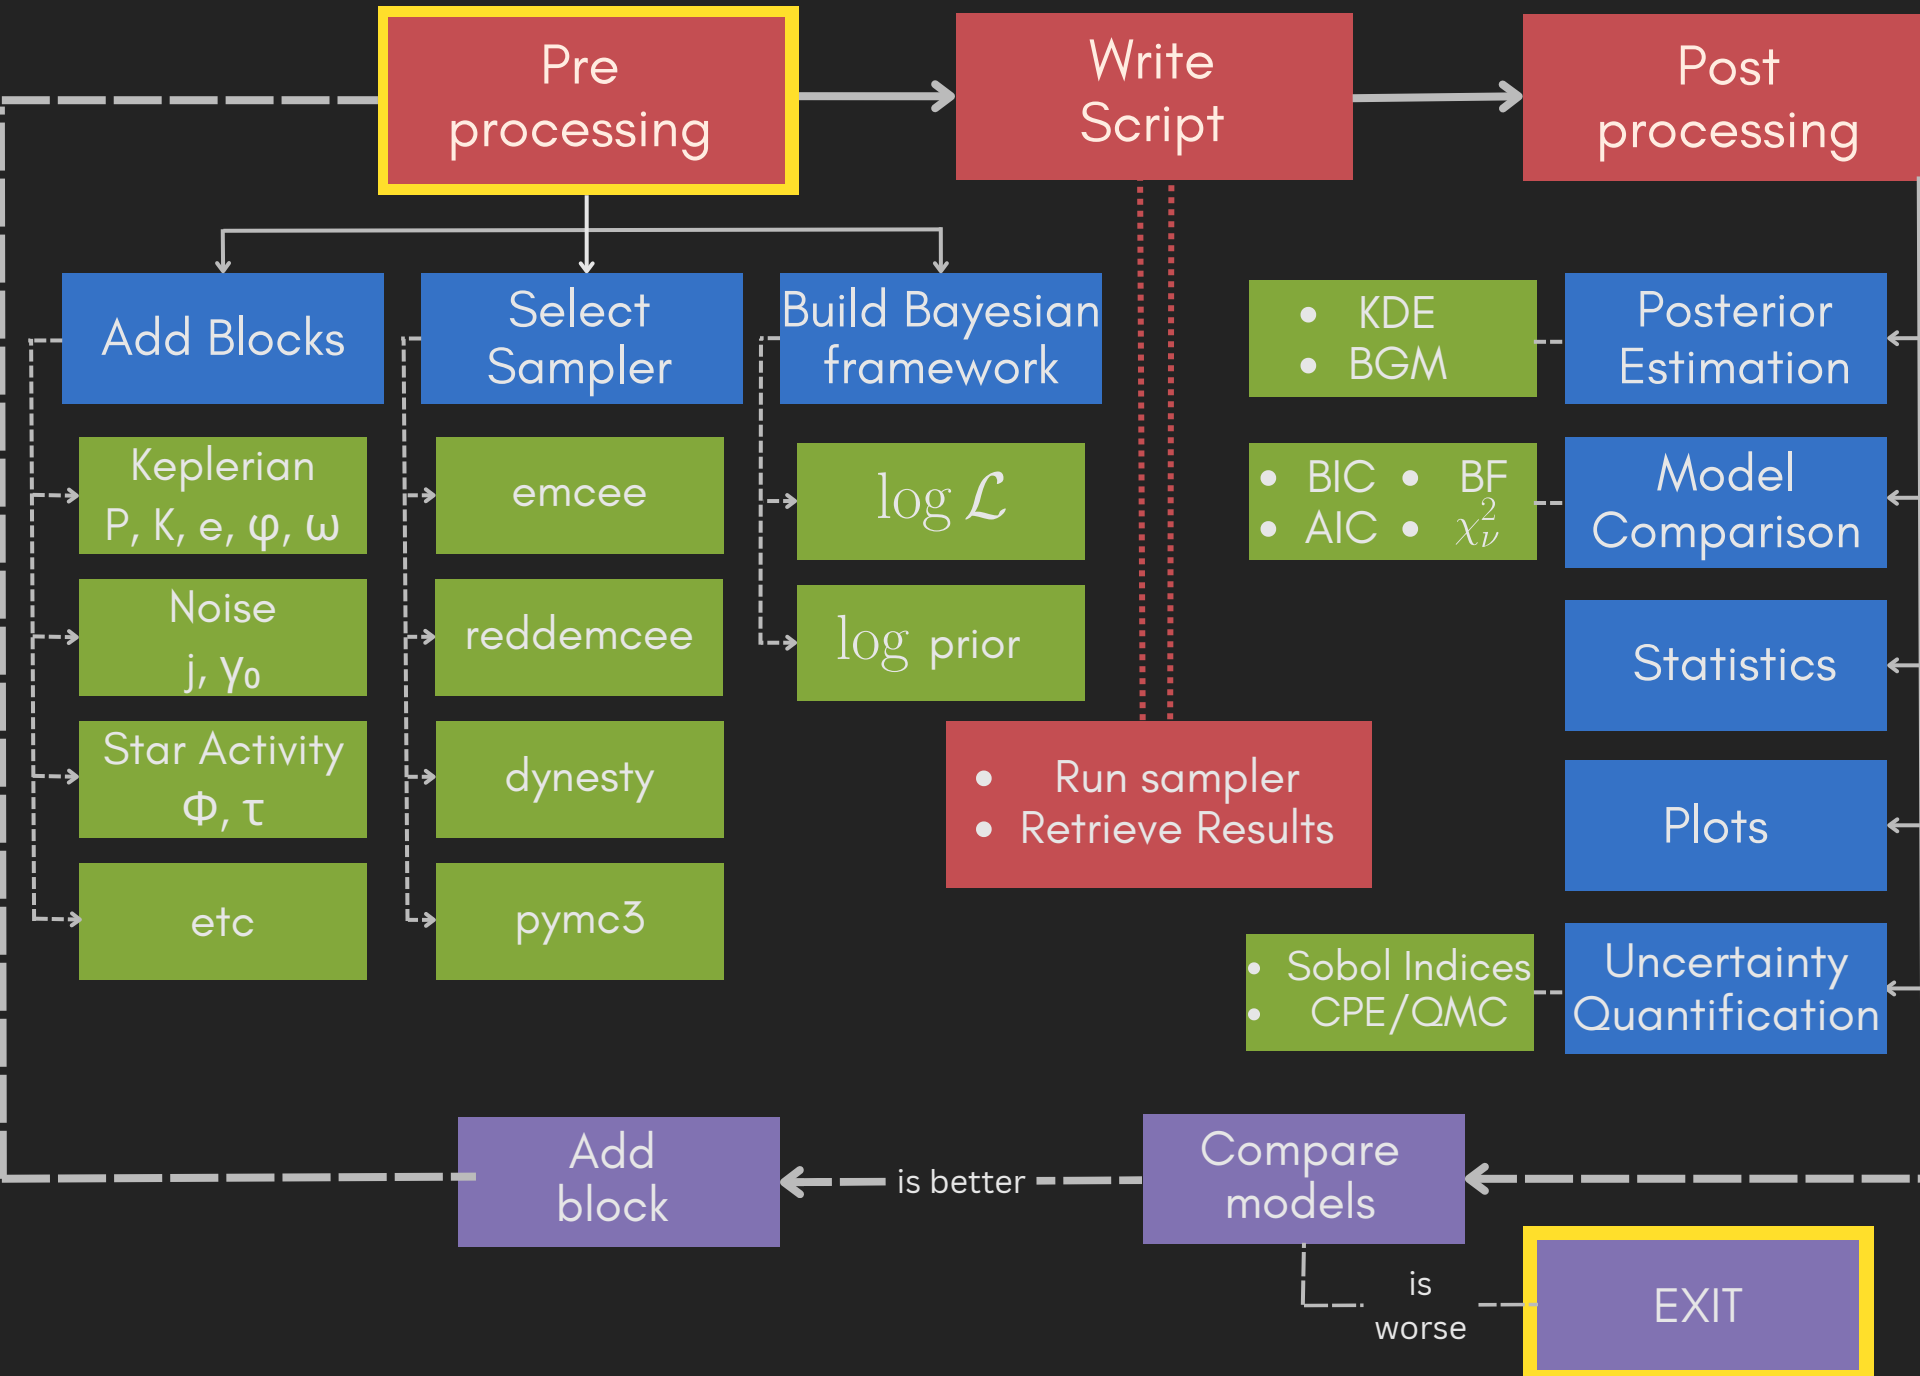 Pre
processing
Write
Script
Post
processing
Add Blocks
Select
Sampler
Build Bayesian
framework
Keplerian
P, K, e, φ, ω
Noise
j, γ₀
Star Activity
Φ, τ
etc
emcee
reddemcee
dynesty
pymc3
log ℒ
log prior
• Run sampler
• Retrieve Results
• KDE
• BGM
Posterior
Estimation
• BIC • BF
• AIC • χ²ᵥ
Model
Comparison
Statistics
Plots
• Sobol Indices
• CPE/QMC
Uncertainty
Quantification
Add
block
is better
Compare
models
is
worse
EXIT